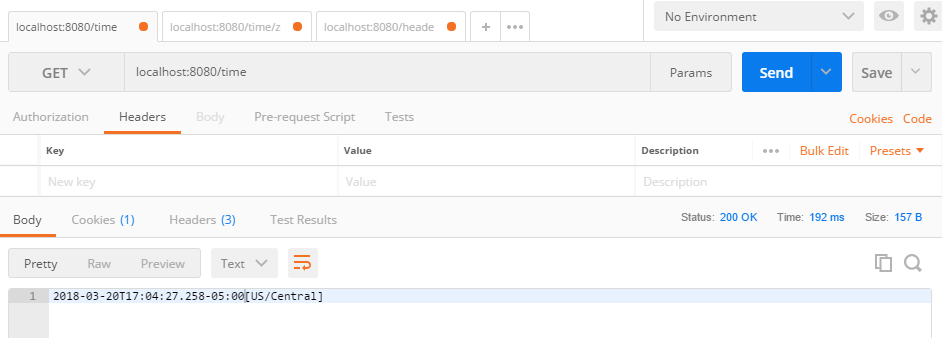 localhost:8080/time localhost:8080/time/z localhost:8080/heade + ••• No Environment
GET localhost:8080/time Params Send Save
Authorization Headers Body Pre-request Script Tests Cookies Code
Key Value Description ••• Bulk Edit Presets
New key Value Description
Body Cookies (1) Headers (3) Test Results Status: 200 OK Time: 192 ms Size: 157 B
Pretty Raw Preview Text
1 2018-03-20T17:04:27.258-05:00[US/Central]